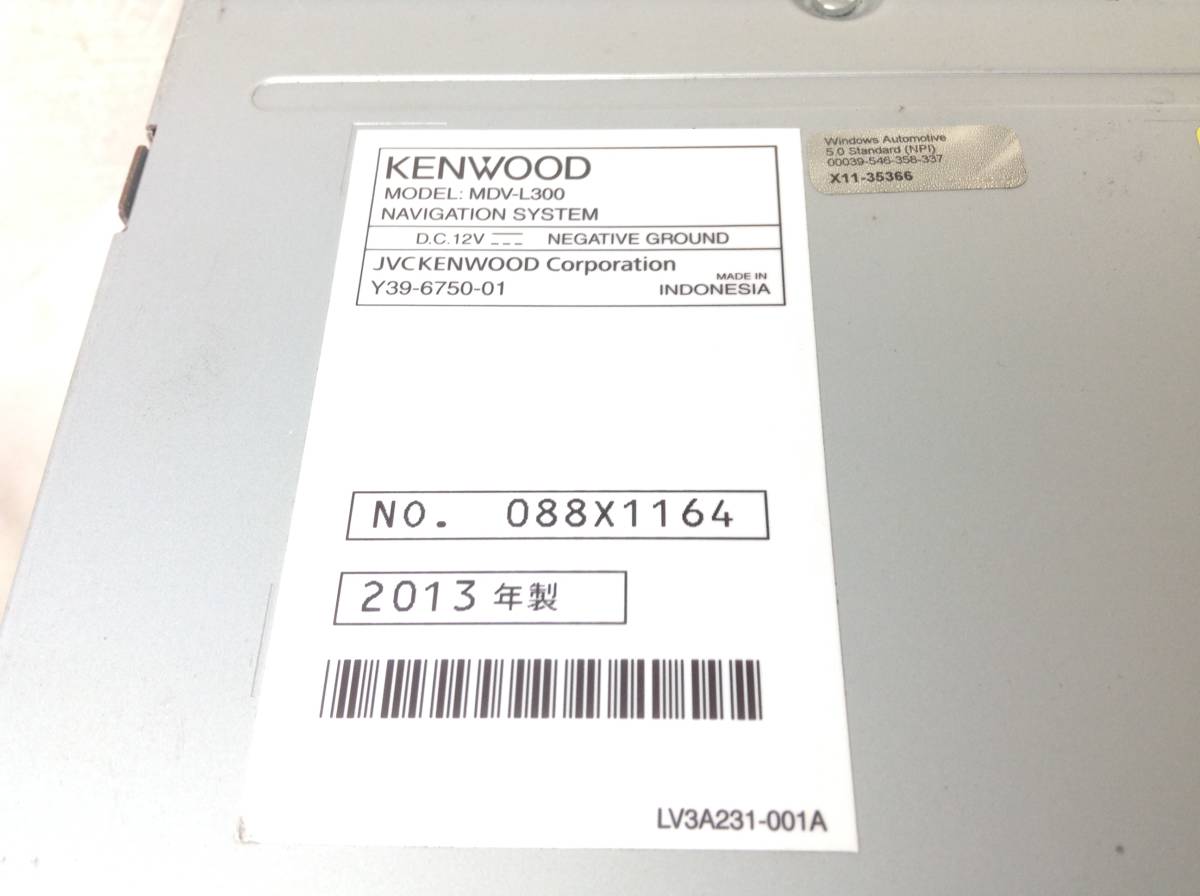 KENWOOD
MODEL: MDV-L300
NAVIGATION SYSTEM
D.C.12V NEGATIVE GROUND
JVCKENWOOD Corporation
Y39-6750-01
MADE IN
INDONESIA
NO. 088X1164
2013 年製
LV3A231-001A
Windows Automotive
5.0 Standard (NPI)
00039-546-358-337
X11-35366